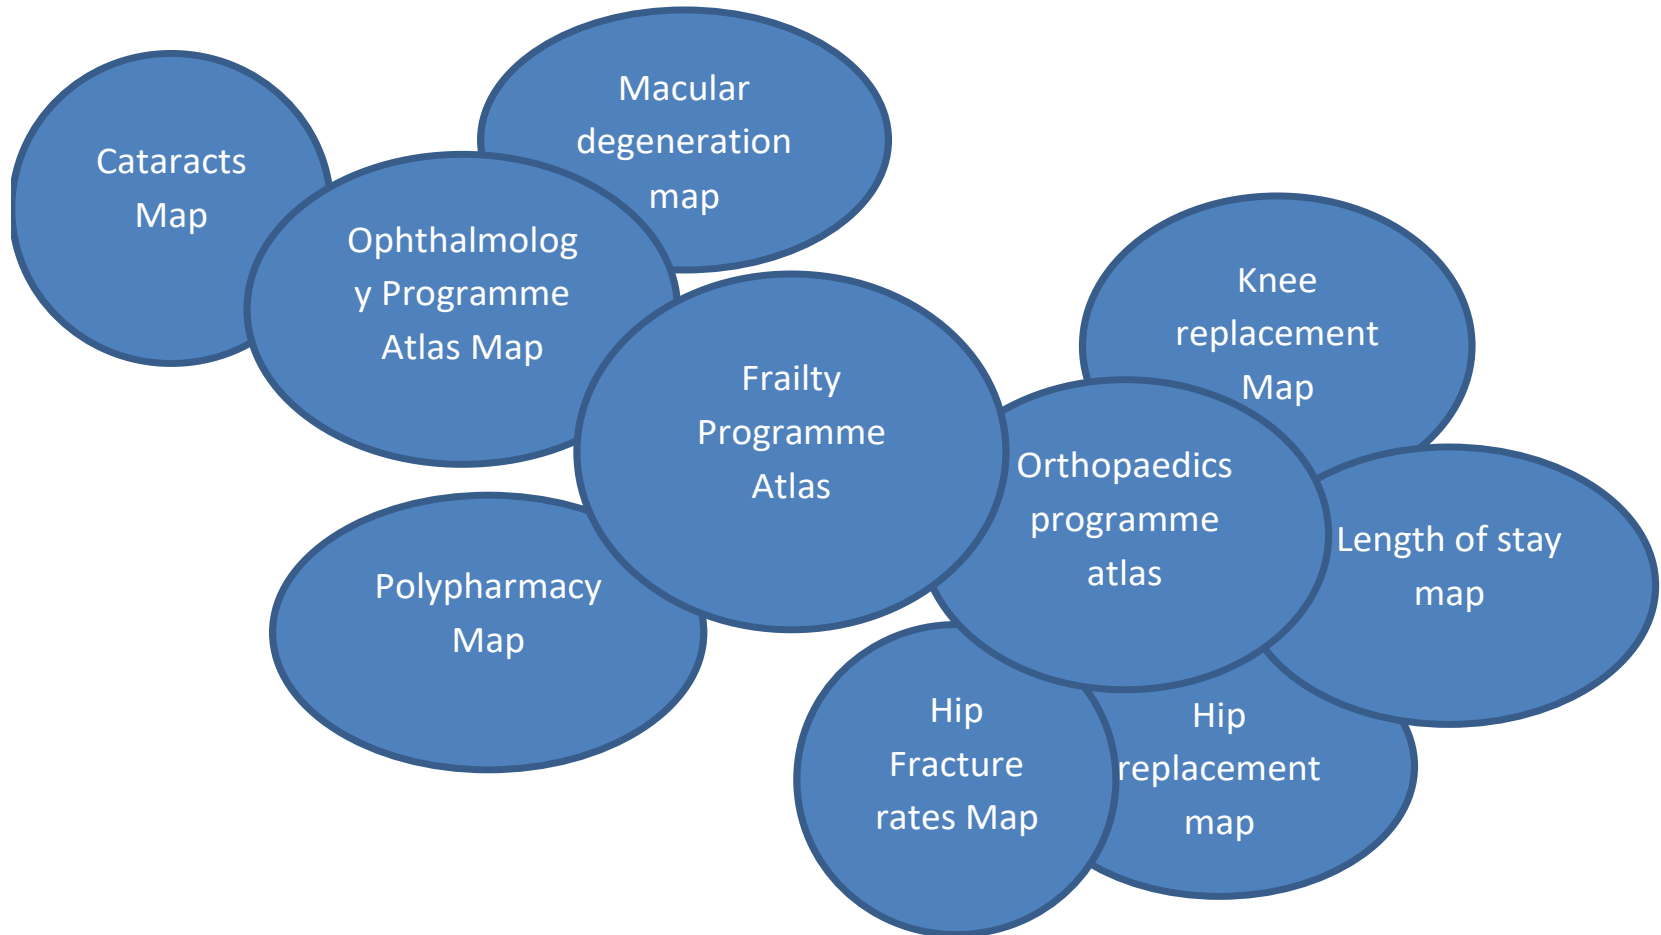 Cataracts
Map
Macular
degeneration
map
Ophthalmolog
y Programme
Atlas Map
Frailty
Programme
Atlas
Knee
replacement
Map
Orthopaedics
programme
atlas
Length of stay
map
Polypharmacy
Map
Hip
Fracture
rates Map
Hip
replacement
map